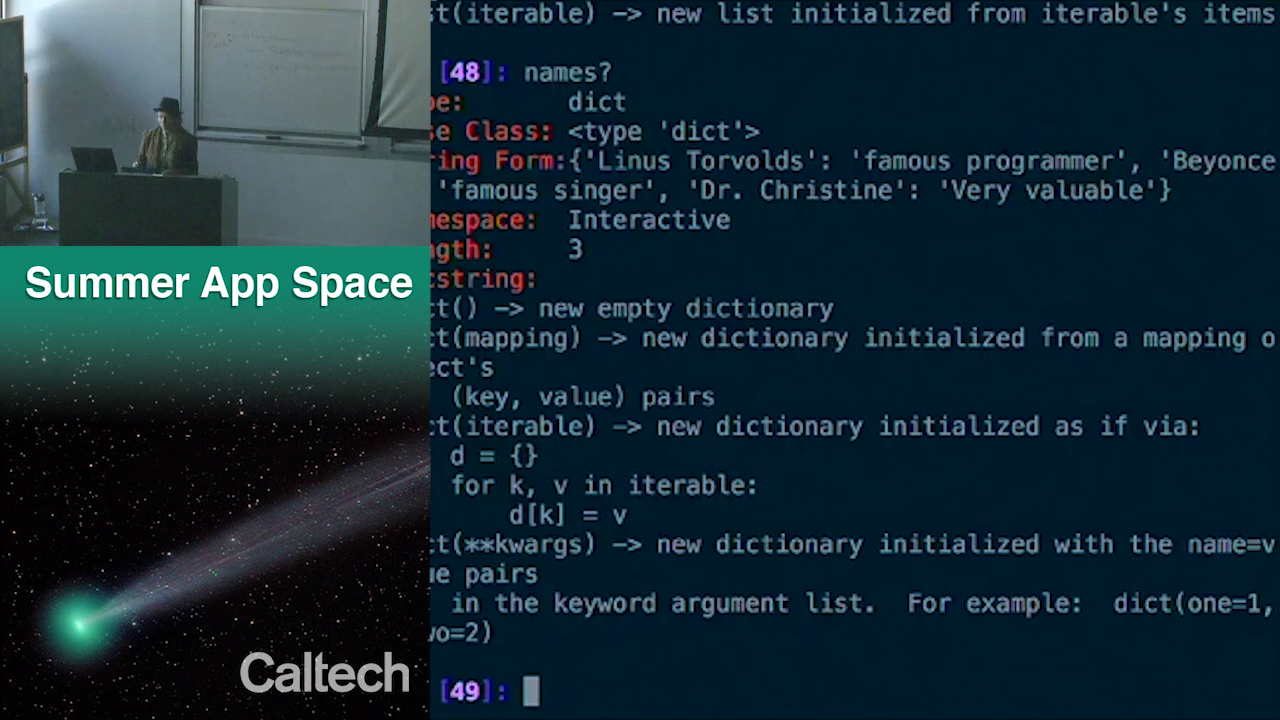 Summer App Space
Caltech
st(iterable) -> new list initialized from iterable's items
[48]: names?
pe: dict
se Class: <type 'dict'>
ring Form:{'Linus Torvolds': 'famous programmer', 'Beyonce
'famous singer', 'Dr. Christine': 'Very valuable'}
mespace: Interactive
ngth: 3
cstring:
ct() -> new empty dictionary
ct(mapping) -> new dictionary initialized from a mapping o
ect's
(key, value) pairs
ct(iterable) -> new dictionary initialized as if via:
d = {}
for k, v in iterable:
d[k] = v
ct(**kwargs) -> new dictionary initialized with the name=v
ue pairs
in the keyword argument list.  For example:  dict(one=1,
wo=2)
[49]: